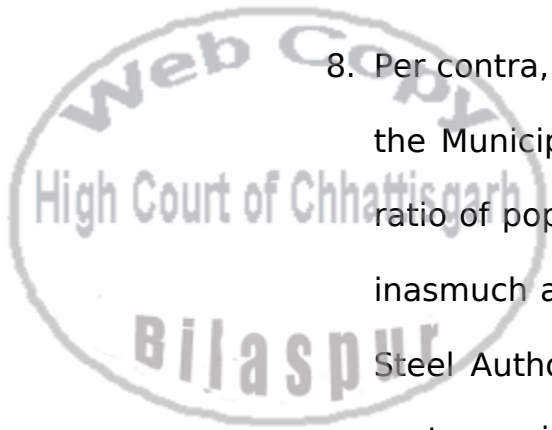 Web Copy
High Court of Chhattisgarh
Bilaspur
8. Per contra,
the Municip
ratio of pop
inasmuch a
Steel Autho